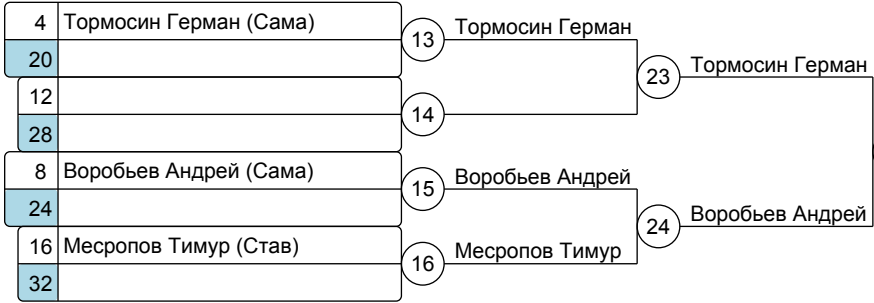 4 Тормосин Герман (Сама)
20
13 Тормосин Герман
12
28
14
23 Тормосин Герман
8 Воробьев Андрей (Сама)
24
15 Воробьев Андрей
16 Месропов Тимур (Став)
32
16 Месропов Тимур
24 Воробьев Андрей